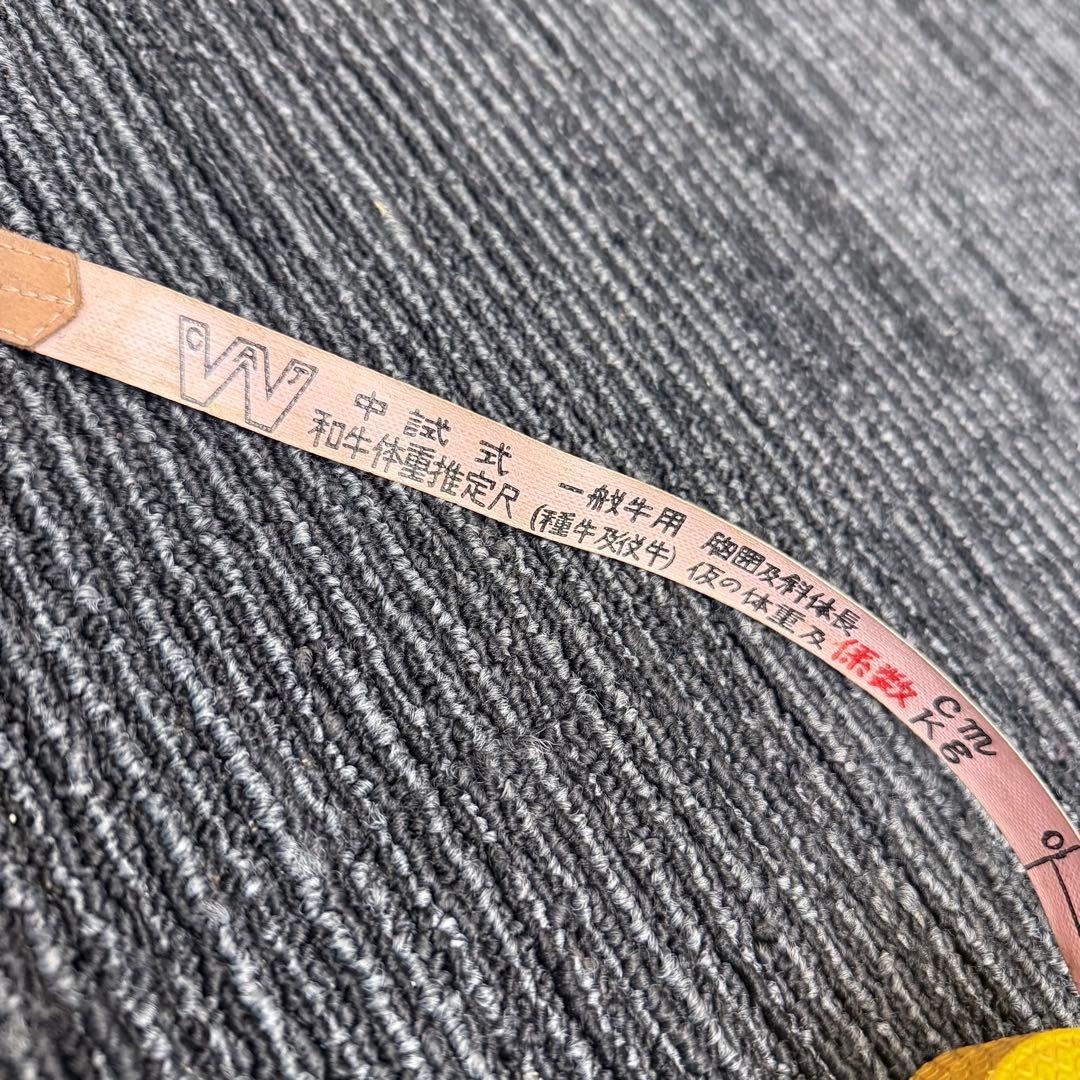 CAT
中試式
和牛体重推定尺
一般牛用
(種牛及役牛)
胸囲及斜体長
仮の体重及係数
cm
Kg